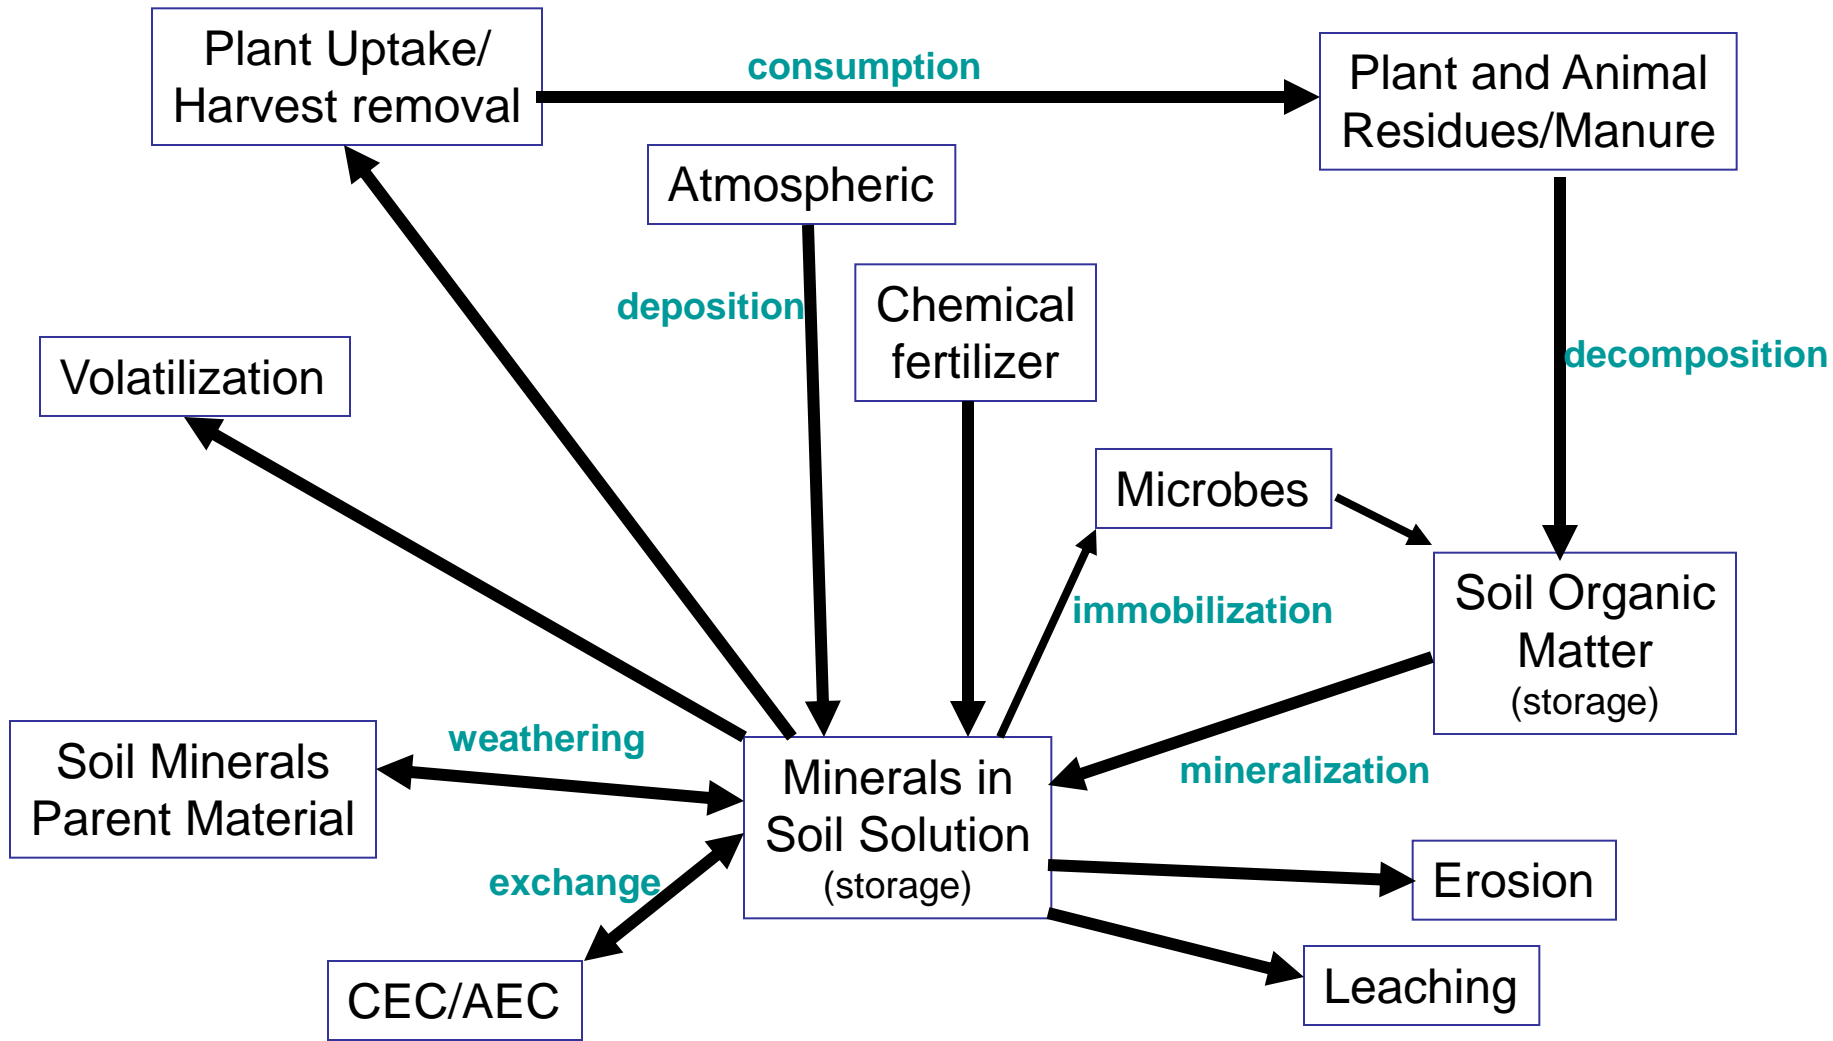 Plant Uptake/
Harvest removal
consumption
Plant and Animal
Residues/Manure
Atmospheric
deposition
Chemical
fertilizer
decomposition
Volatilization
Microbes
immobilization
Soil Organic
Matter
(storage)
weathering
Soil Minerals
Parent Material
Minerals in
Soil Solution
(storage)
mineralization
exchange
Erosion
CEC/AEC
Leaching